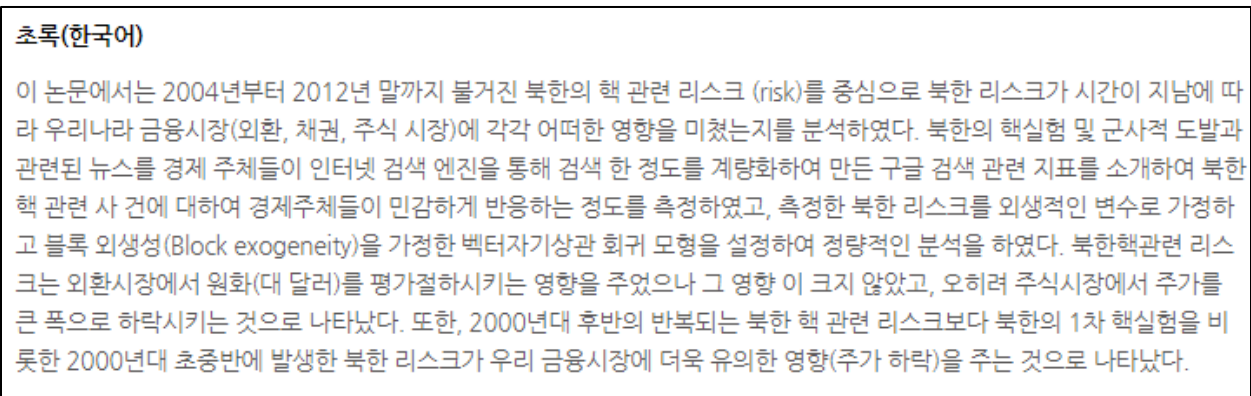 초록(한국어)
이 논문에서는 2004년부터 2012년 말까지 불거진 북한의 핵 관련 리스크 (risk)를 중심으로 북한 리스크가 시간이 지남에 따
라 우리나라 금융시장(외환, 채권, 주식 시장)에 각각 어떠한 영향을 미쳤는지를 분석하였다. 북한의 핵실험 및 군사적 도발과
관련된 뉴스를 경제 주체들이 인터넷 검색 엔진을 통해 검색 한 정도를 계량화하여 만든 구글 검색 관련 지표를 소개하여 북한
핵 관련 사 건에 대하여 경제주체들이 민감하게 반응하는 정도를 측정하였고, 측정한 북한 리스크를 외생적인 변수로 가정하
고 블록 외생성(Block exogeneity)을 가정한 벡터자기상관 회귀 모형을 설정하여 정량적인 분석을 하였다. 북한핵관련 리스
크는 외환시장에서 원화(대 달러)를 평가절하시키는 영향을 주었으나 그 영향 이 크지 않았고, 오히려 주식시장에서 주가를
큰 폭으로 하락시키는 것으로 나타났다. 또한, 2000년대 후반의 반복되는 북한 핵 관련 리스크보다 북한의 1차 핵실험을 비
롯한 2000년대 초중반에 발생한 북한 리스크가 우리 금융시장에 더욱 유의한 영향(주가 하락)을 주는 것으로 나타났다.